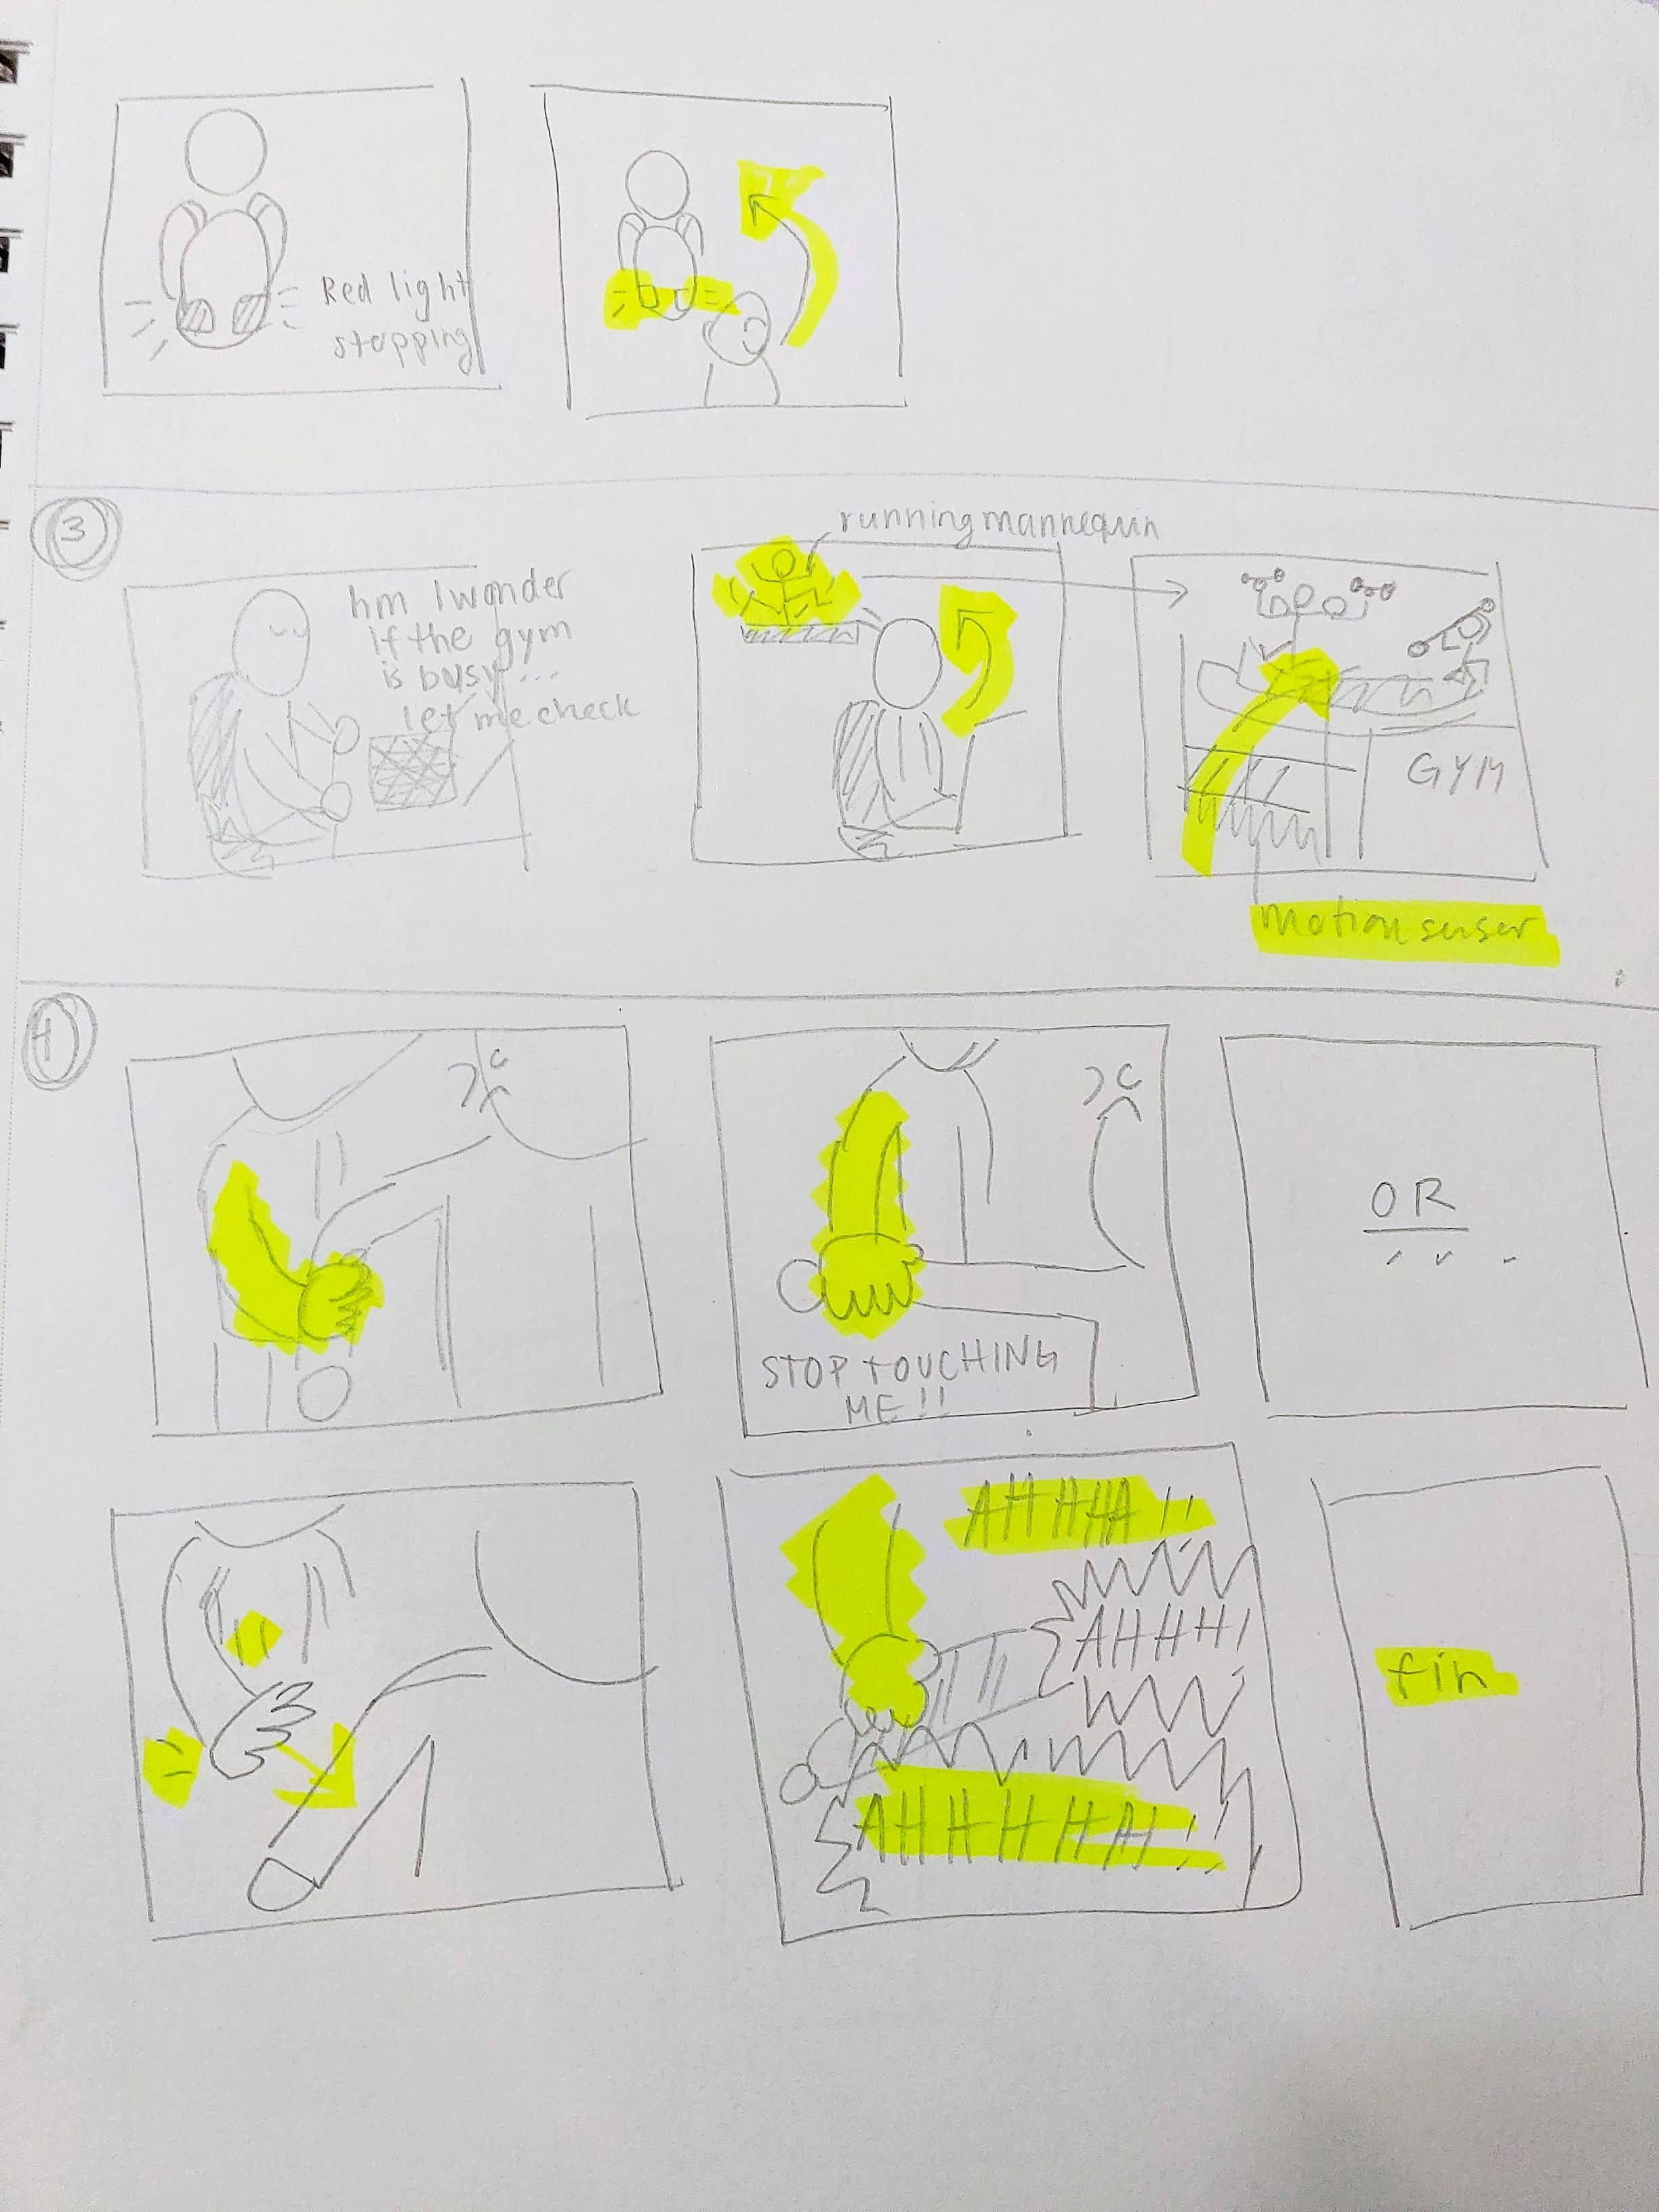 Red light
stopping
3
running mannequin
hm I wonder
if the gym
is busy...
let me check
GYM
motion senser
4
OR
...
STOP TOUCHING
ME!!
AHHHA!!
AHHH!
AHHHHA!!!
fin